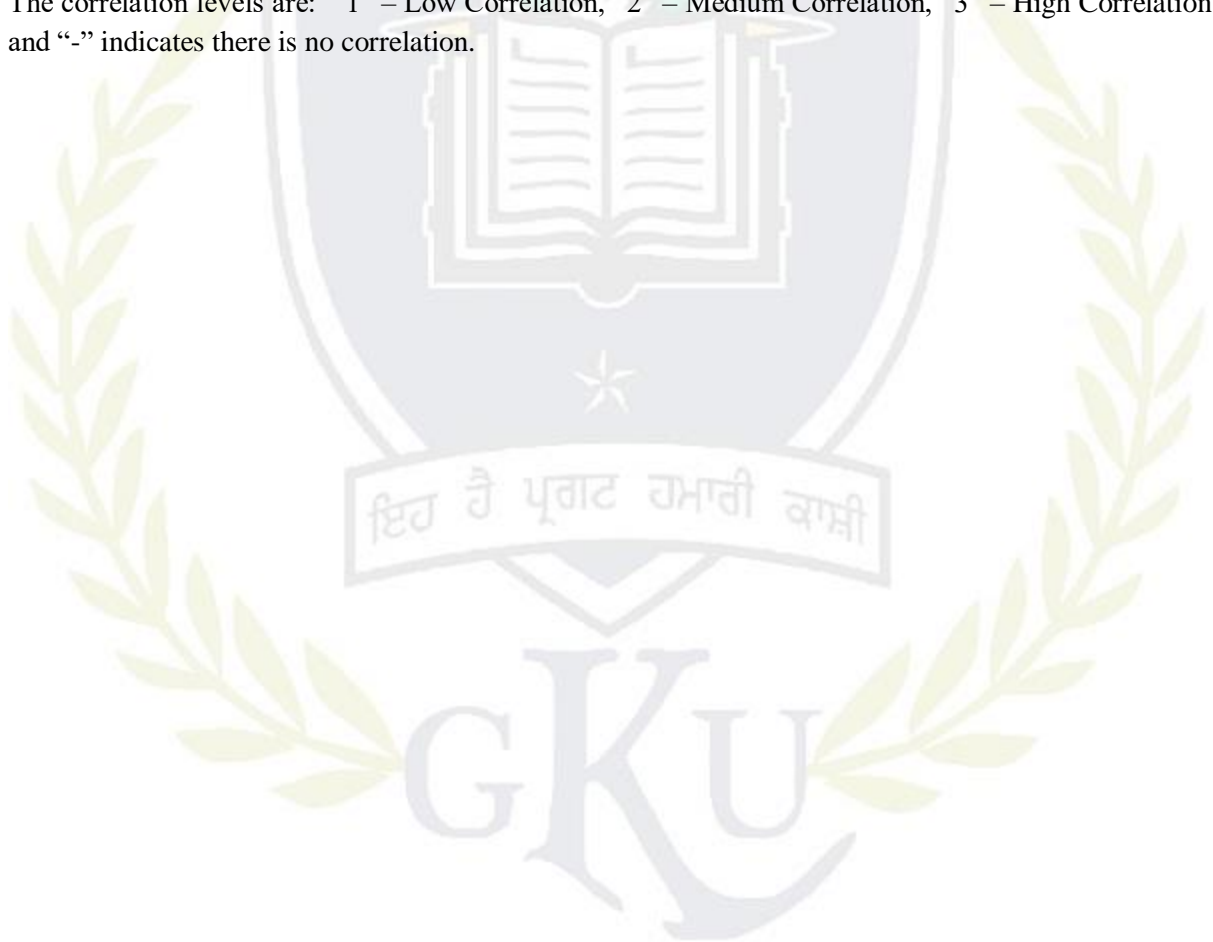 The correlation levels are: “1” – Low Correlation, “2” – Medium Correlation, “3” – High Correlation
and “-” indicates there is no correlation.
ਇਹ ਹੈ ਪ੍ਰਗਟ ਹਮਾਰੀ ਕਾਸ਼ੀ
GKU